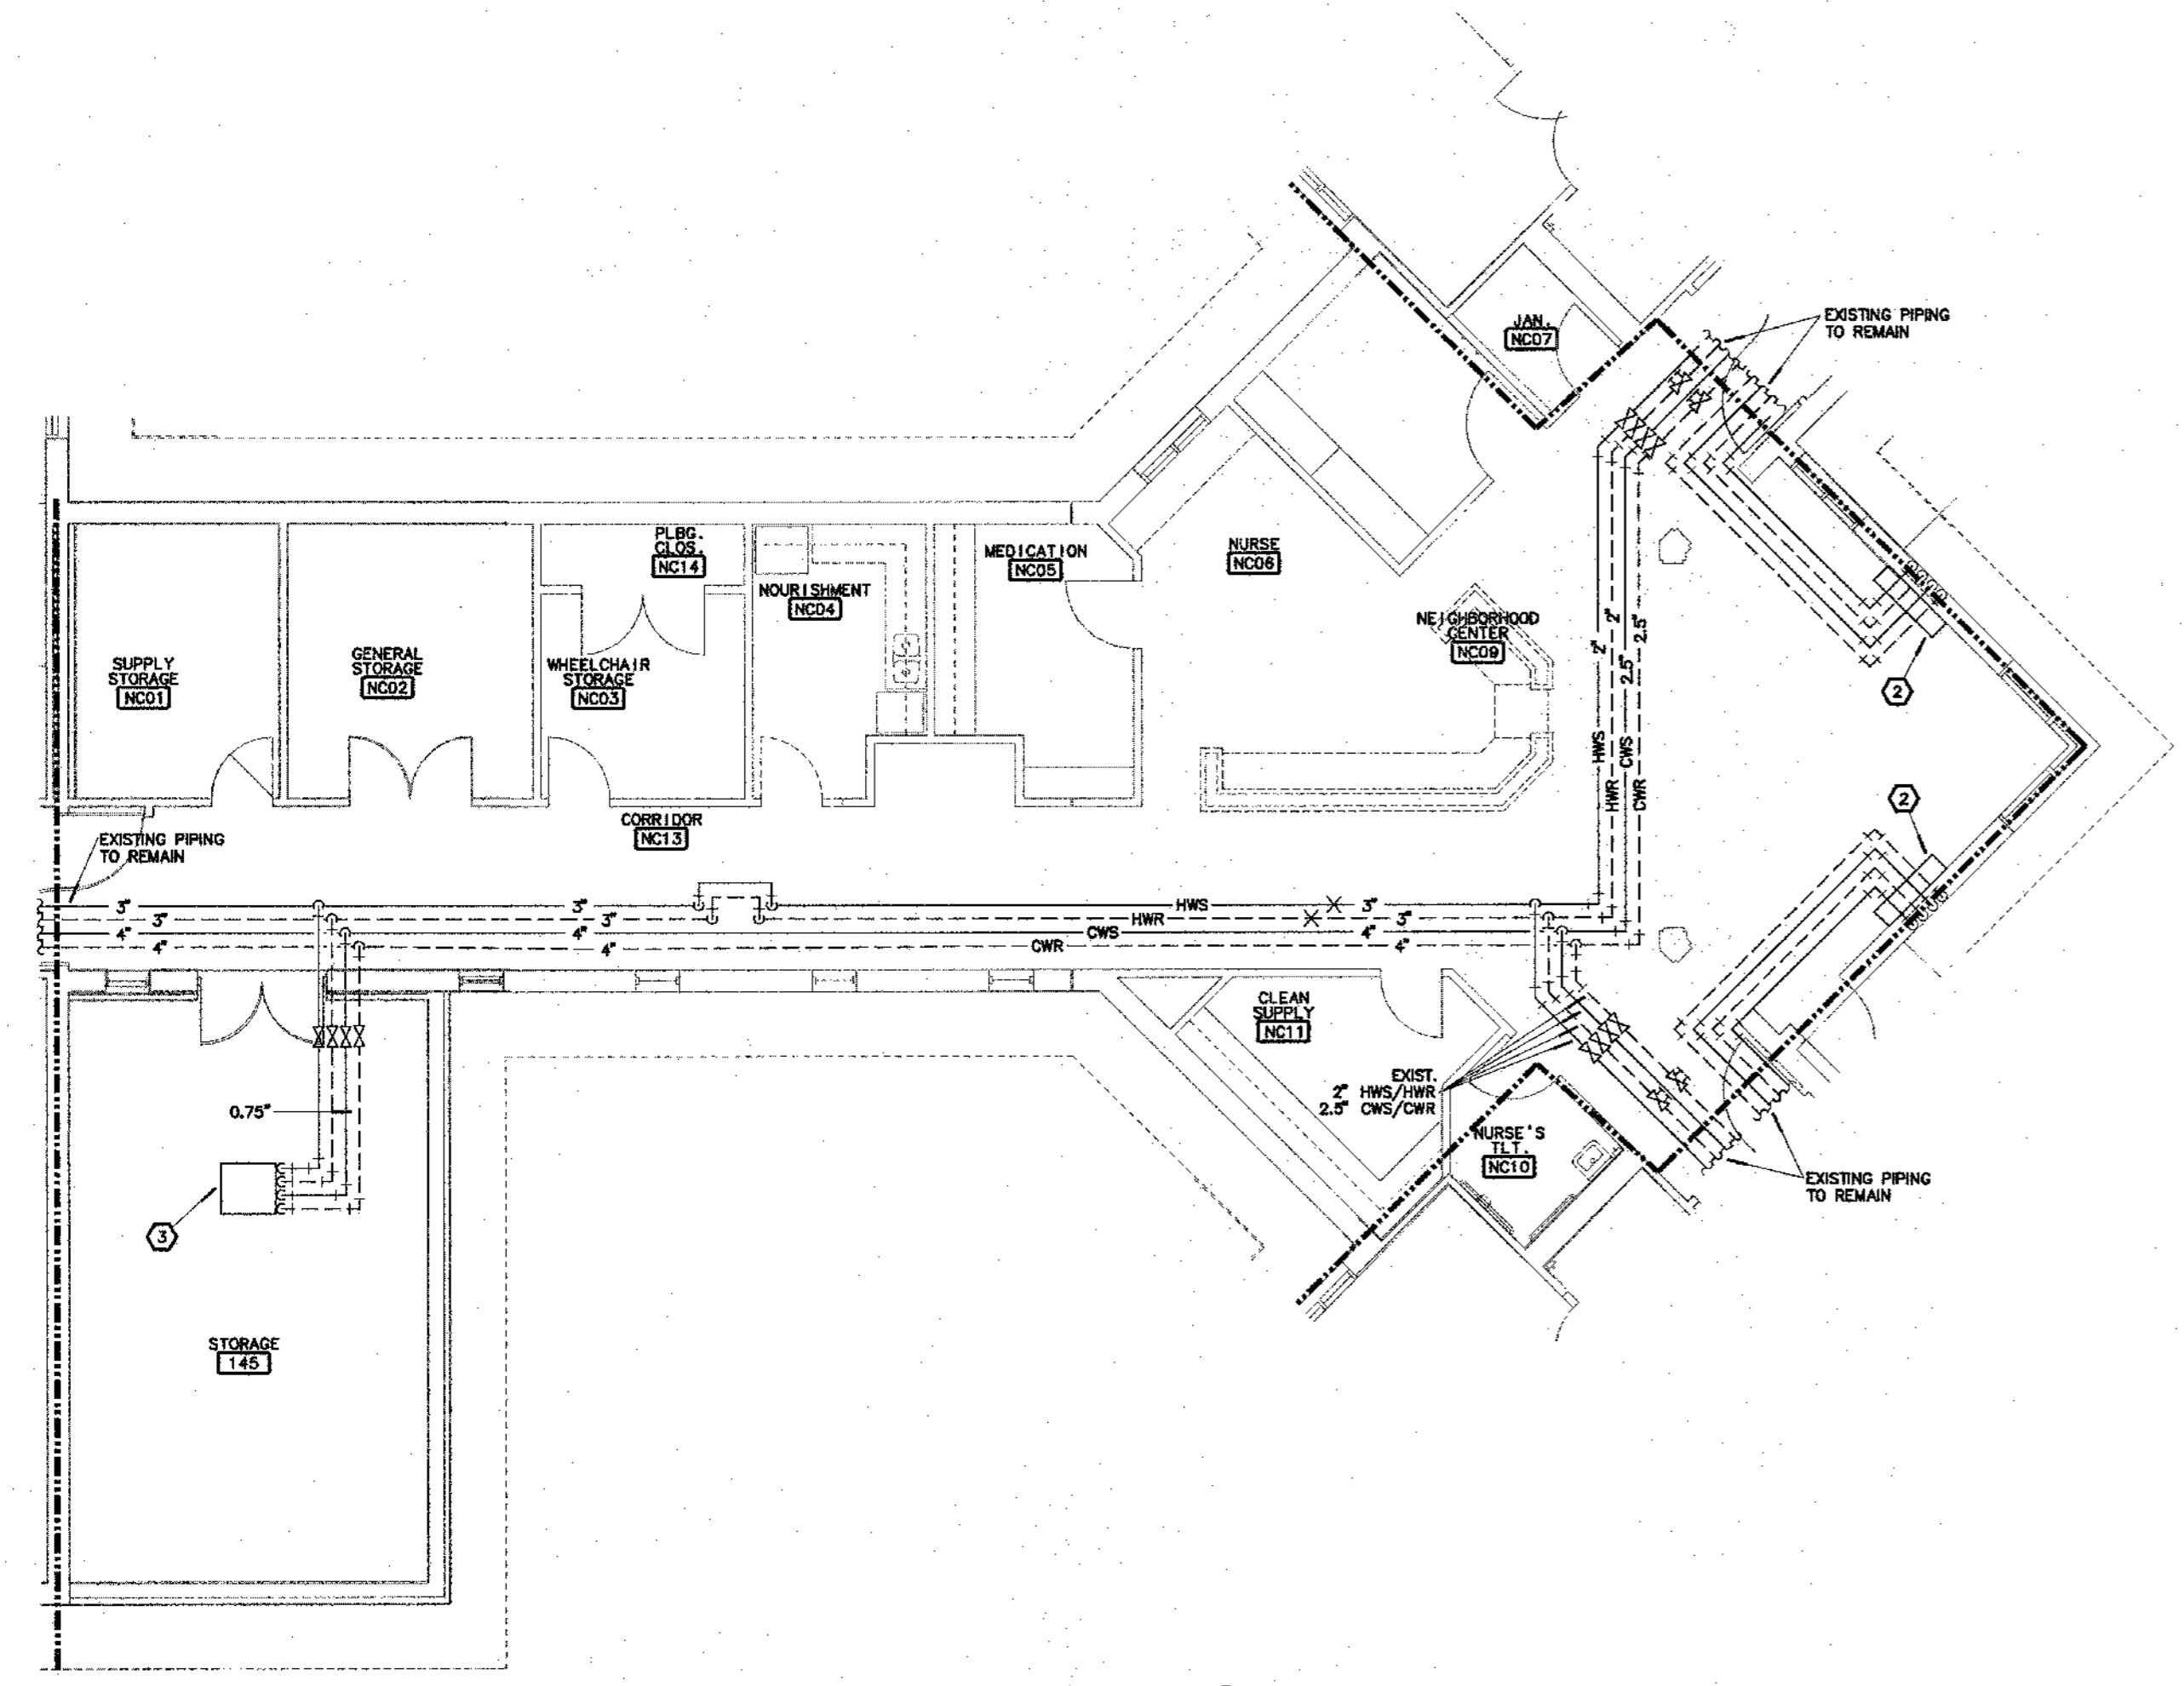 JAN.
NC07
EXISTING PIPING
TO REMAIN
PLBG.
CLOS.
NC14
MEDICATION
NC05
NURSE
NC06
NOURISHMENT
NC04
NEIGHBORHOOD
CENTER
NC09
2"
2"
2.5"
2.5"
SUPPLY
STORAGE
NC01
GENERAL
STORAGE
NC02
WHEELCHAIR
STORAGE
NC03
2
HWS
HWR
CWS
CWR
2
CORRIDOR
NC13
EXISTING PIPING
TO REMAIN
3" 3" HWS 3"
3" 3" HWR 3"
4" 4" CWS 4"
4" 4" CWR 4"
CLEAN
SUPPLY
NC11
EXIST.
2" HWS/HWR
2.5" CWS/CWR
0.75"
NURSE'S
TLT.
NC10
EXISTING PIPING
TO REMAIN
3
STORAGE
145